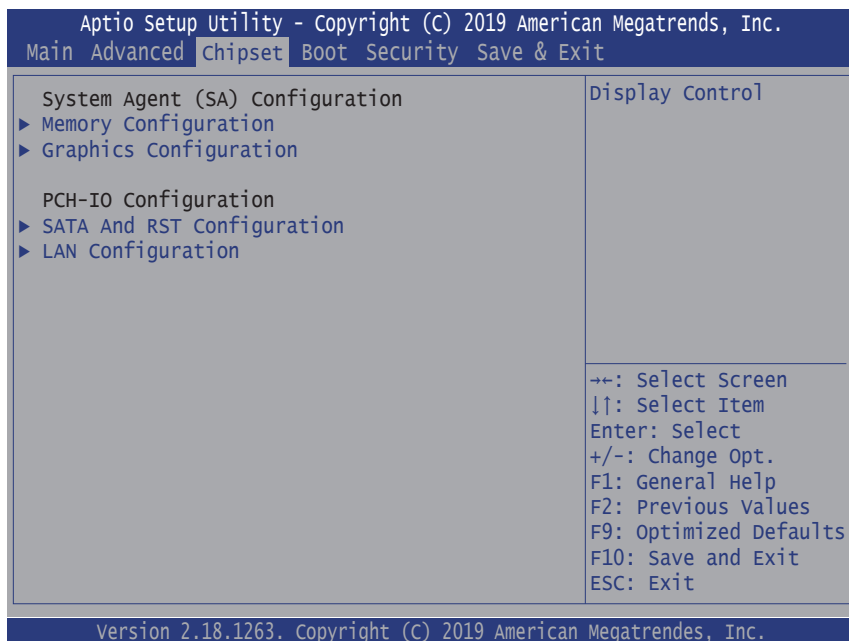 Aptio Setup Utility - Copyright (C) 2019 American Megatrends, Inc.
Main Advanced Chipset Boot Security Save & Exit
System Agent (SA) Configuration
▶ Memory Configuration
▶ Graphics Configuration
PCH-IO Configuration
▶ SATA And RST Configuration
▶ LAN Configuration
Display Control
→←: Select Screen
↓↑: Select Item
Enter: Select
+/-: Change Opt.
F1: General Help
F2: Previous Values
F9: Optimized Defaults
F10: Save and Exit
ESC: Exit
Version 2.18.1263. Copyright (C) 2019 American Megatrendes, Inc.